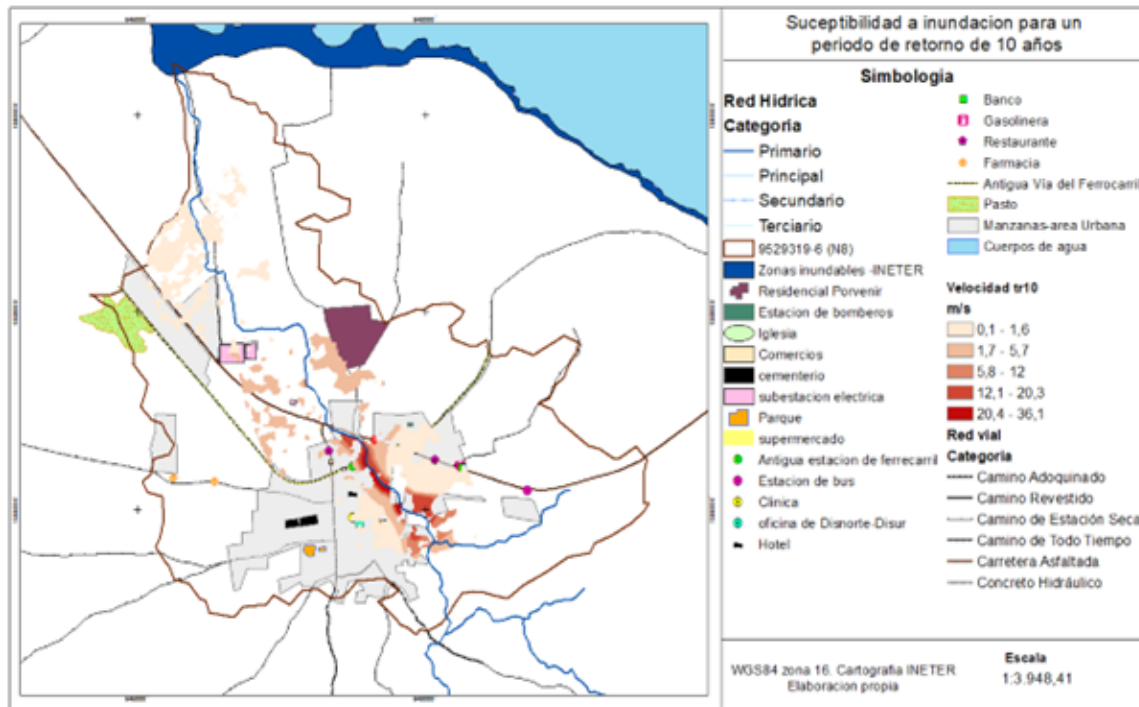 Suceptibilidad a inundacion para un
periodo de retorno de 10 años
Simbologia
Red Hidrica
Categoria
Primario
Principal
Secundario
Terciario
9529319-6 (N8)
Zonas inundables -INETER
Residencial Porvenir
Estacion de bomberos
Iglesia
Comercios
cementerio
subestacion electrica
Parque
supermercado
Antigua estacion de ferrecarril
Estacion de bus
Clinica
oficina de Disnorte-Disur
Hotel
Banco
Gasolinera
Restaurante
Farmacia
Antigua Vía del Ferrocarril
Pasto
Manzanas-area Urbana
Cuerpos de agua
Velocidad tr10
m/s
0,1 - 1,6
1,7 - 5,7
5,8 - 12
12,1 - 20,3
20,4 - 36,1
Red vial
Categoria
Camino Adoquinado
Camino Revestido
Camino de Estación Seca
Camino de Todo Tiempo
Carretera Asfaltada
Concreto Hidráulico
WGS84 zona 16. Cartografia INETER
Elaboracion propia
Escala
1:3.948,41